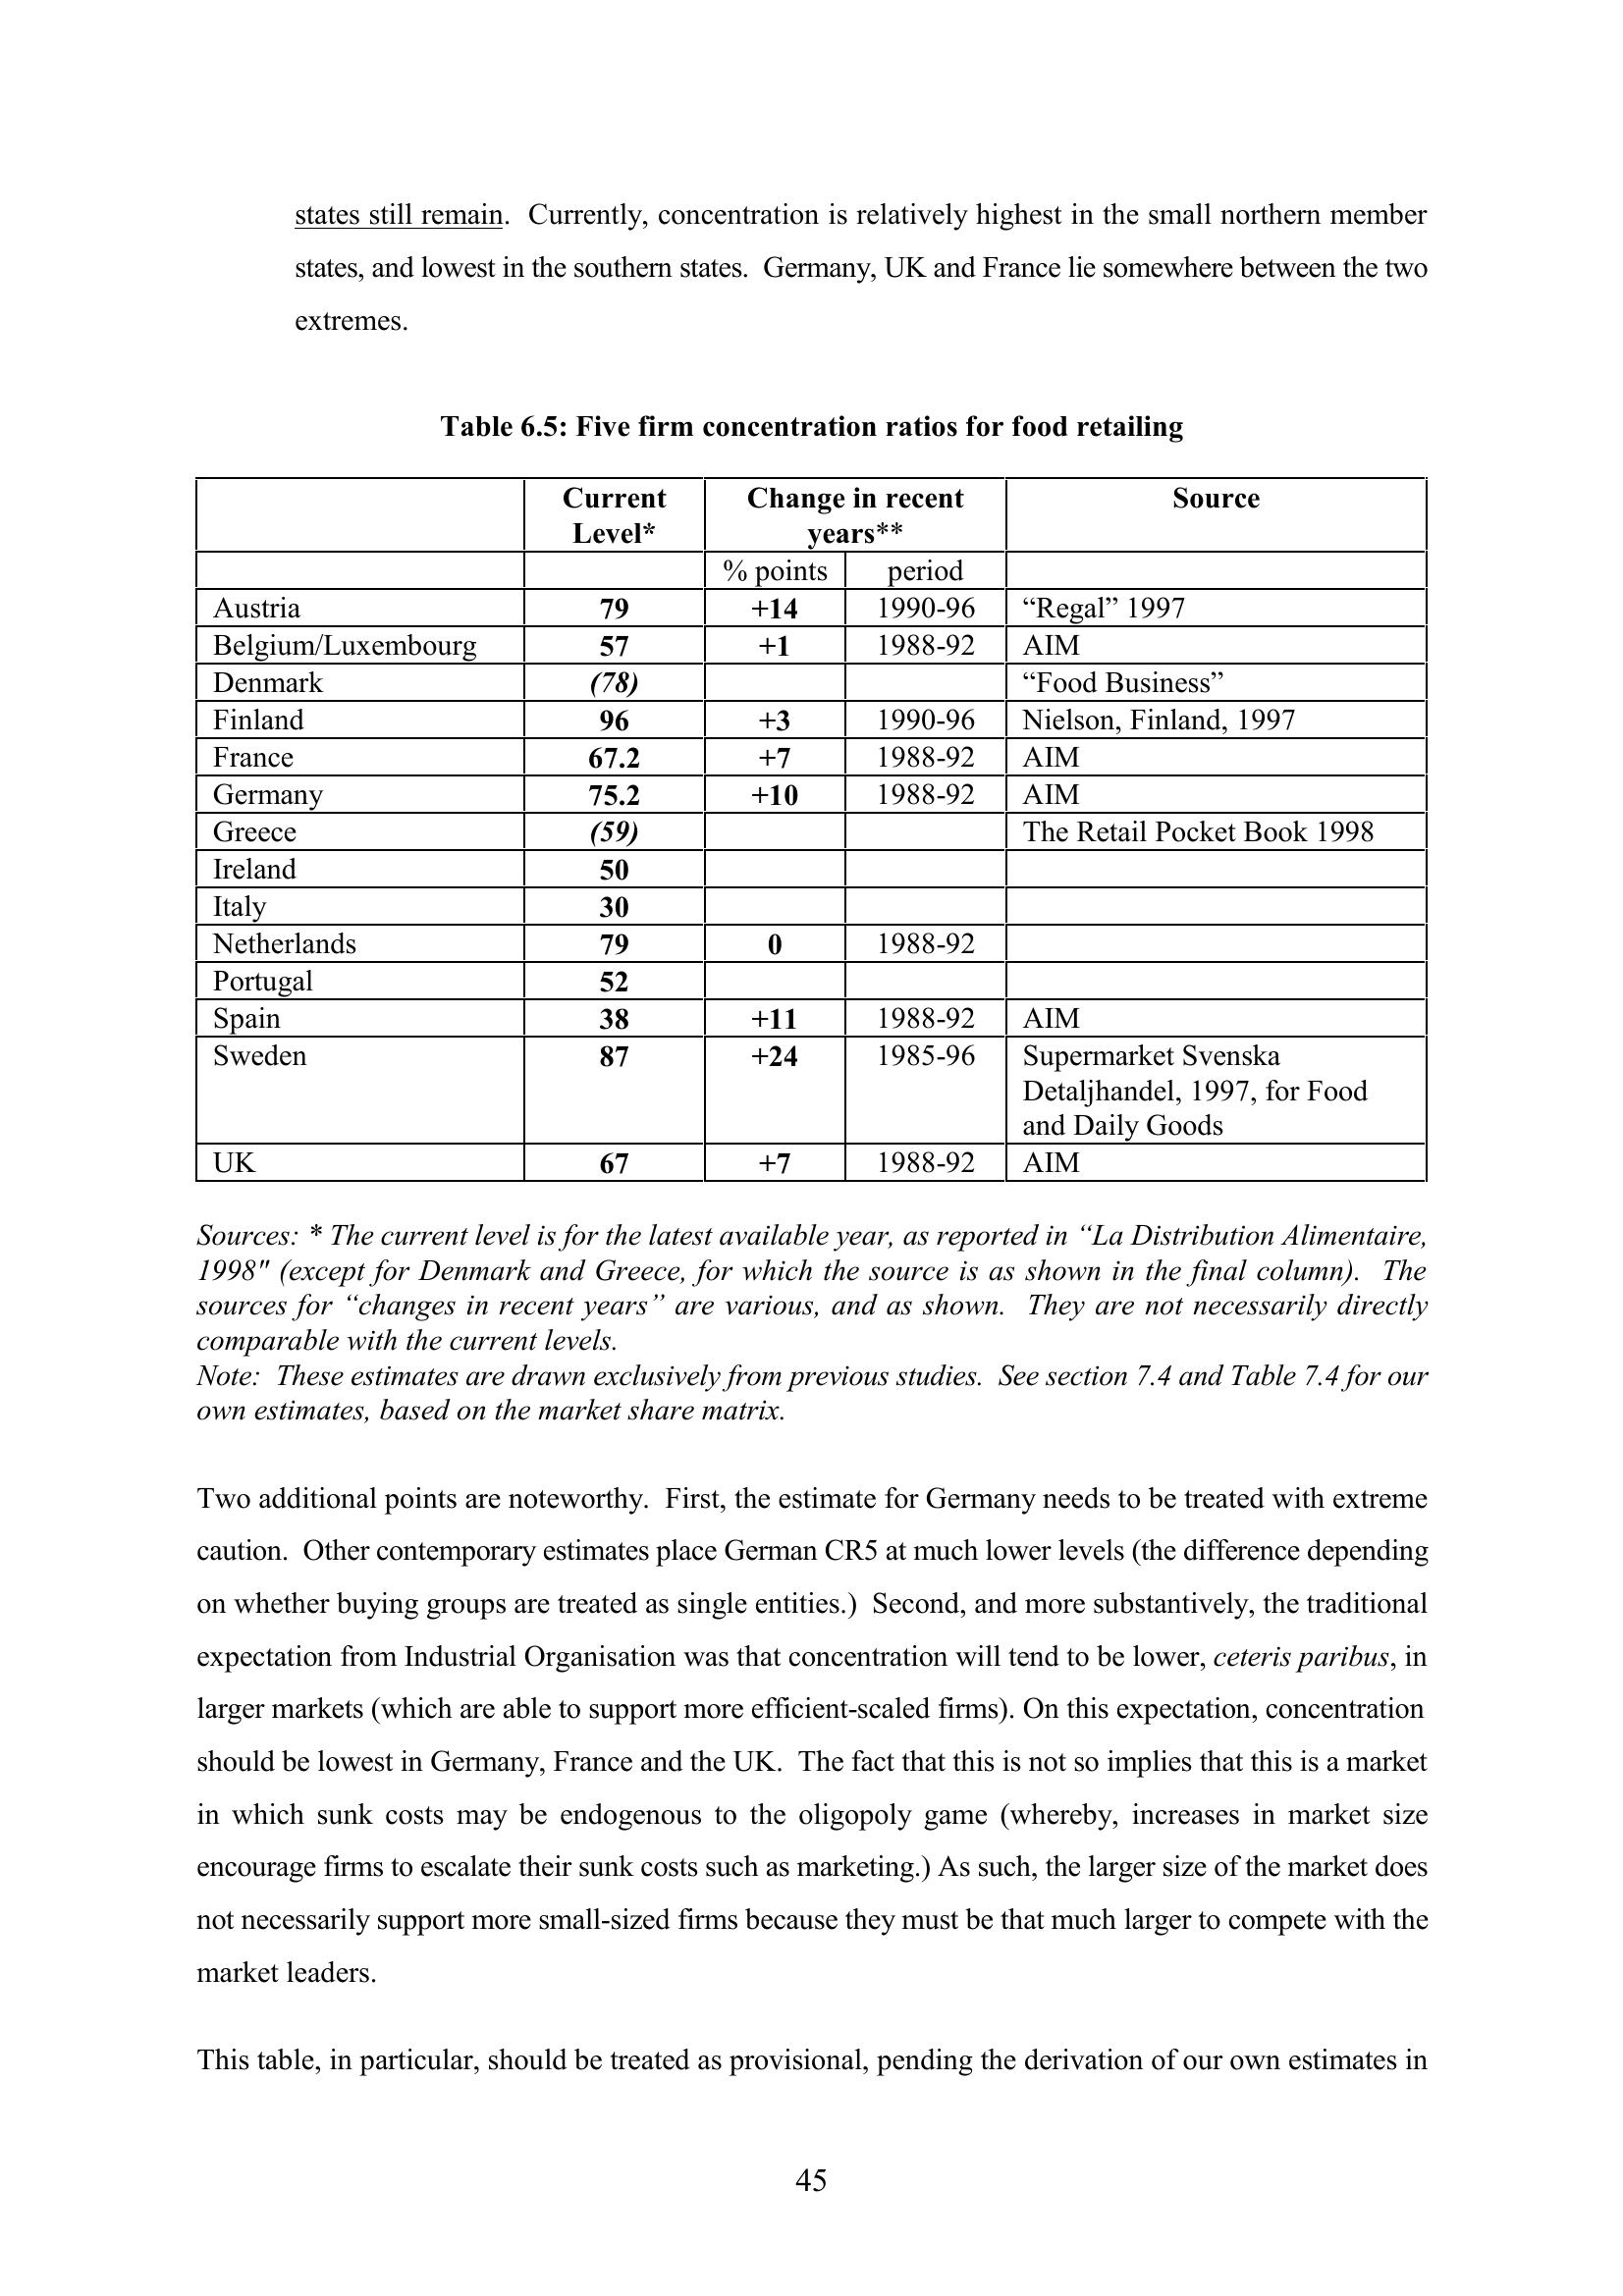 states still remain. Currently, concentration is relatively highest in the small northern member
states, and lowest in the southern states. Germany, UK and France lie somewhere between the two
extremes.
Table 6.5: Five firm concentration ratios for food retailing
Current Level* Change in recent years** Source
% points period
Austria 79 +14 1990-96 “Regal” 1997
Belgium/Luxembourg 57 +1 1988-92 AIM
Denmark (78) “Food Business”
Finland 96 +3 1990-96 Nielson, Finland, 1997
France 67.2 +7 1988-92 AIM
Germany 75.2 +10 1988-92 AIM
Greece (59) The Retail Pocket Book 1998
Ireland 50
Italy 30
Netherlands 79 0 1988-92
Portugal 52
Spain 38 +11 1988-92 AIM
Sweden 87 +24 1985-96 Supermarket Svenska
Detaljhandel, 1997, for Food
and Daily Goods
UK 67 +7 1988-92 AIM
Sources: * The current level is for the latest available year, as reported in “La Distribution Alimentaire,
1998" (except for Denmark and Greece, for which the source is as shown in the final column). The
sources for “changes in recent years” are various, and as shown. They are not necessarily directly
comparable with the current levels.
Note: These estimates are drawn exclusively from previous studies. See section 7.4 and Table 7.4 for our
own estimates, based on the market share matrix.
Two additional points are noteworthy. First, the estimate for Germany needs to be treated with extreme
caution. Other contemporary estimates place German CR5 at much lower levels (the difference depending
on whether buying groups are treated as single entities.) Second, and more substantively, the traditional
expectation from Industrial Organisation was that concentration will tend to be lower, ceteris paribus, in
larger markets (which are able to support more efficient-scaled firms). On this expectation, concentration
should be lowest in Germany, France and the UK. The fact that this is not so implies that this is a market
in which sunk costs may be endogenous to the oligopoly game (whereby, increases in market size
encourage firms to escalate their sunk costs such as marketing.) As such, the larger size of the market does
not necessarily support more small-sized firms because they must be that much larger to compete with the
market leaders.
This table, in particular, should be treated as provisional, pending the derivation of our own estimates in
45